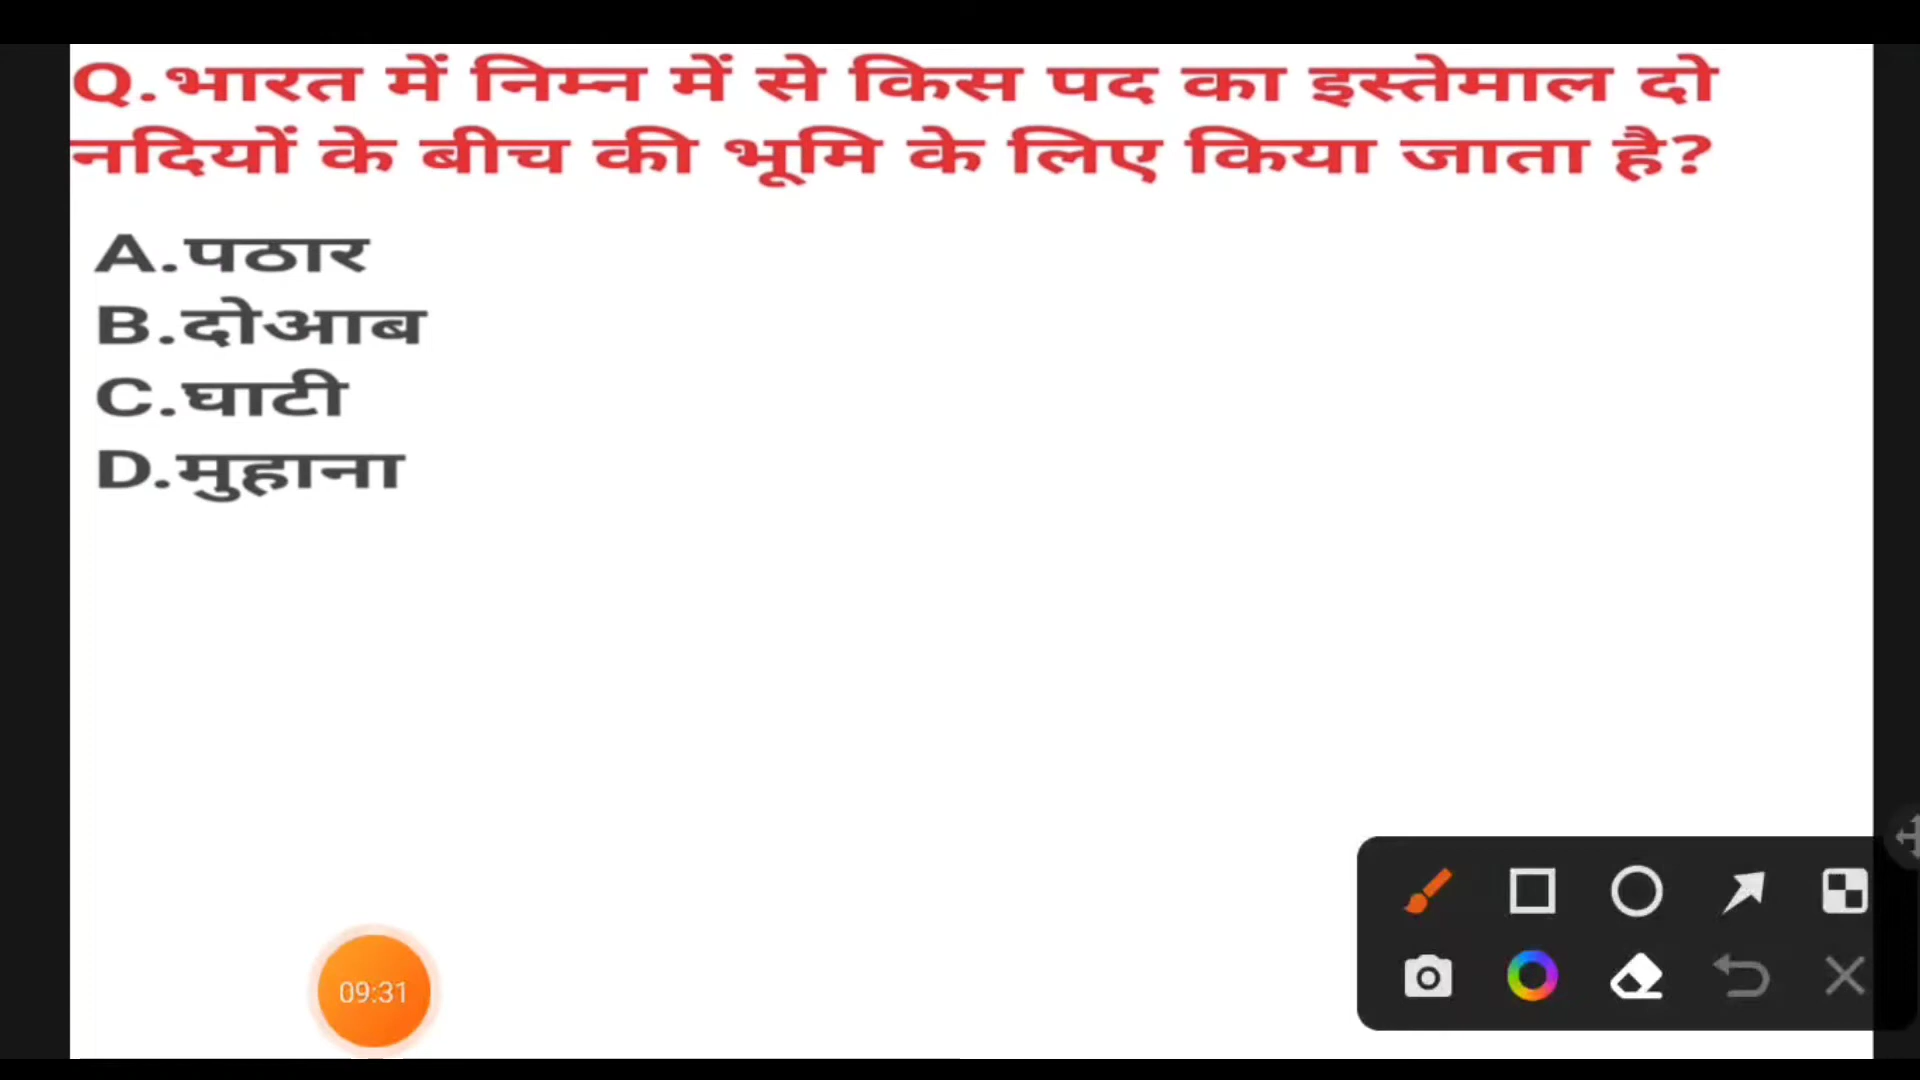 Q.भारत में निम्न में से किस पद का इस्तेमाल दो
नदियों के बीच की भूमि के लिए किया जाता है?
A.पठार
B.दोआब
C.घाटी
D.मुहाना
09:31